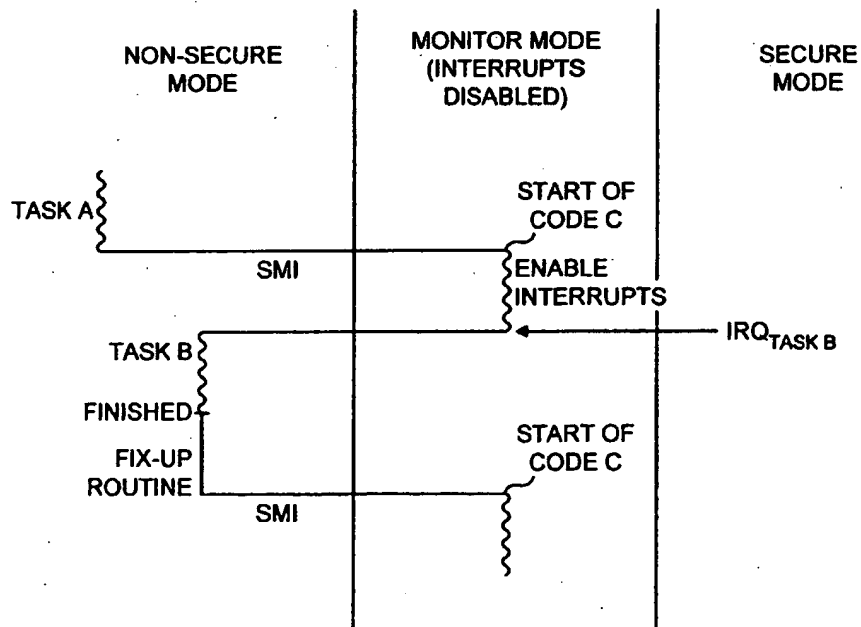 NON-SECURE
MODE
MONITOR MODE
(INTERRUPTS
DISABLED)
SECURE
MODE
TASK A
START OF
CODE C
SMI
ENABLE
INTERRUPTS
TASK B
IRQTASK B
FINISHED
FIX-UP
ROUTINE
START OF
CODE C
SMI